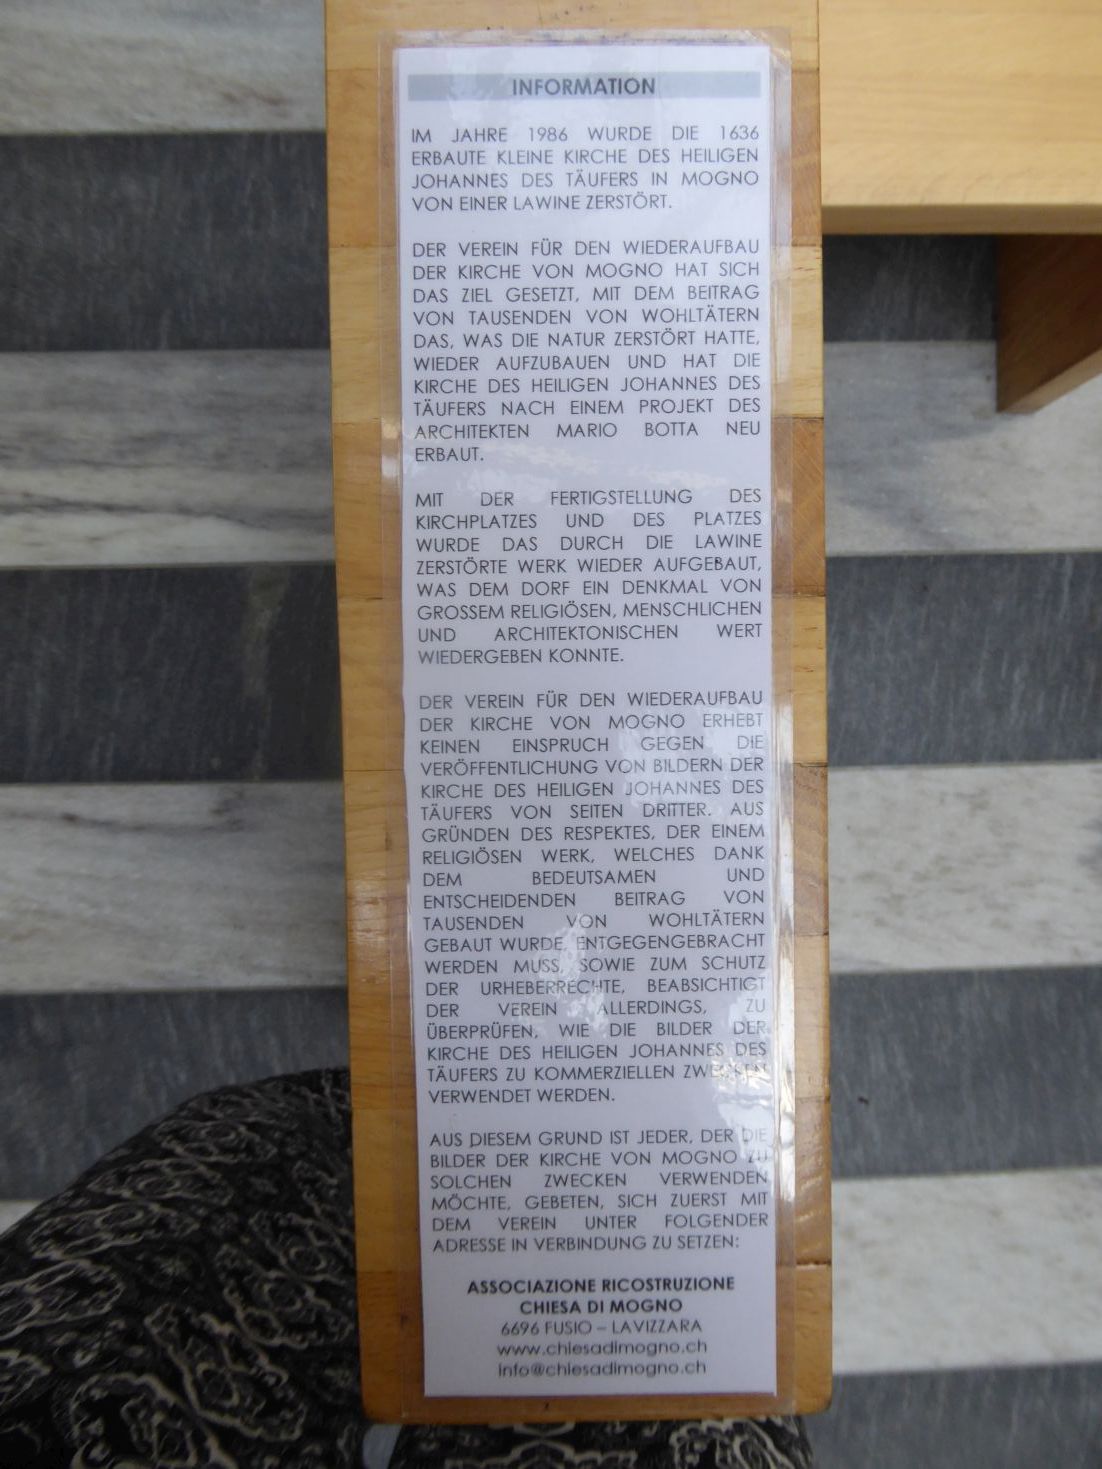 INFORMATION
IM JAHRE 1986 WURDE DIE 1636
ERBAUTE KLEINE KIRCHE DES HEILIGEN
JOHANNES DES TÄUFERS IN MOGNO
VON EINER LAWINE ZERSTÖRT.
DER VEREIN FÜR DEN WIEDERAUFBAU
DER KIRCHE VON MOGNO HAT SICH
DAS ZIEL GESETZT, MIT DEM BEITRAG
VON TAUSENDEN VON WOHLTÄTERN
DAS, WAS DIE NATUR ZERSTÖRT HATTE,
WIEDER AUFZUBAUEN UND HAT DIE
KIRCHE DES HEILIGEN JOHANNES DES
TÄUFERS NACH EINEM PROJEKT DES
ARCHITEKTEN MARIO BOTTA NEU
ERBAUT.
MIT DER FERTIGSTELLUNG DES
KIRCHPLATZES UND DES PLATZES
WURDE DAS DURCH DIE LAWINE
ZERSTÖRTE WERK WIEDER AUFGEBAUT,
WAS DEM DORF EIN DENKMAL VON
GROSSEM RELIGIÖSEN, MENSCHLICHEN
UND ARCHITEKTONISCHEN WERT
WIEDERGEBEN KONNTE.
DER VEREIN FÜR DEN WIEDERAUFBAU
DER KIRCHE VON MOGNO ERHEBT
KEINEN EINSPRUCH GEGEN DIE
VERÖFFENTLICHUNG VON BILDERN DER
KIRCHE DES HEILIGEN JOHANNES DES
TÄUFERS VON SEITEN DRITTER. AUS
GRÜNDEN DES RESPEKTES, DER EINEM
RELIGIÖSEN WERK, WELCHES DANK
DEM BEDEUTSAMEN UND
ENTSCHEIDENDEN BEITRAG VON
TAUSENDEN VON WOHLTÄTERN
GEBAUT WURDE, ENTGEGENGEBRACHT
WERDEN MUSS, SOWIE ZUM SCHUTZ
DER URHEBERRECHTE, BEABSICHTIGT
DER VEREIN ALLERDINGS, ZU
ÜBERPRÜFEN, WIE DIE BILDER DER
KIRCHE DES HEILIGEN JOHANNES DES
TÄUFERS ZU KOMMERZIELLEN ZWECKEN
VERWENDET WERDEN.
AUS DIESEM GRUND IST JEDER, DER DIE
BILDER DER KIRCHE VON MOGNO ZU
SOLCHEN ZWECKEN VERWENDEN
MÖCHTE, GEBETEN, SICH ZUERST MIT
DEM VEREIN UNTER FOLGENDER
ADRESSE IN VERBINDUNG ZU SETZEN:
ASSOCIAZIONE RICOSTRUZIONE
CHIESA DI MOGNO
6696 FUSIO – LAVIZZARA
www.chiesadimogno.ch
info@chiesadimogno.ch